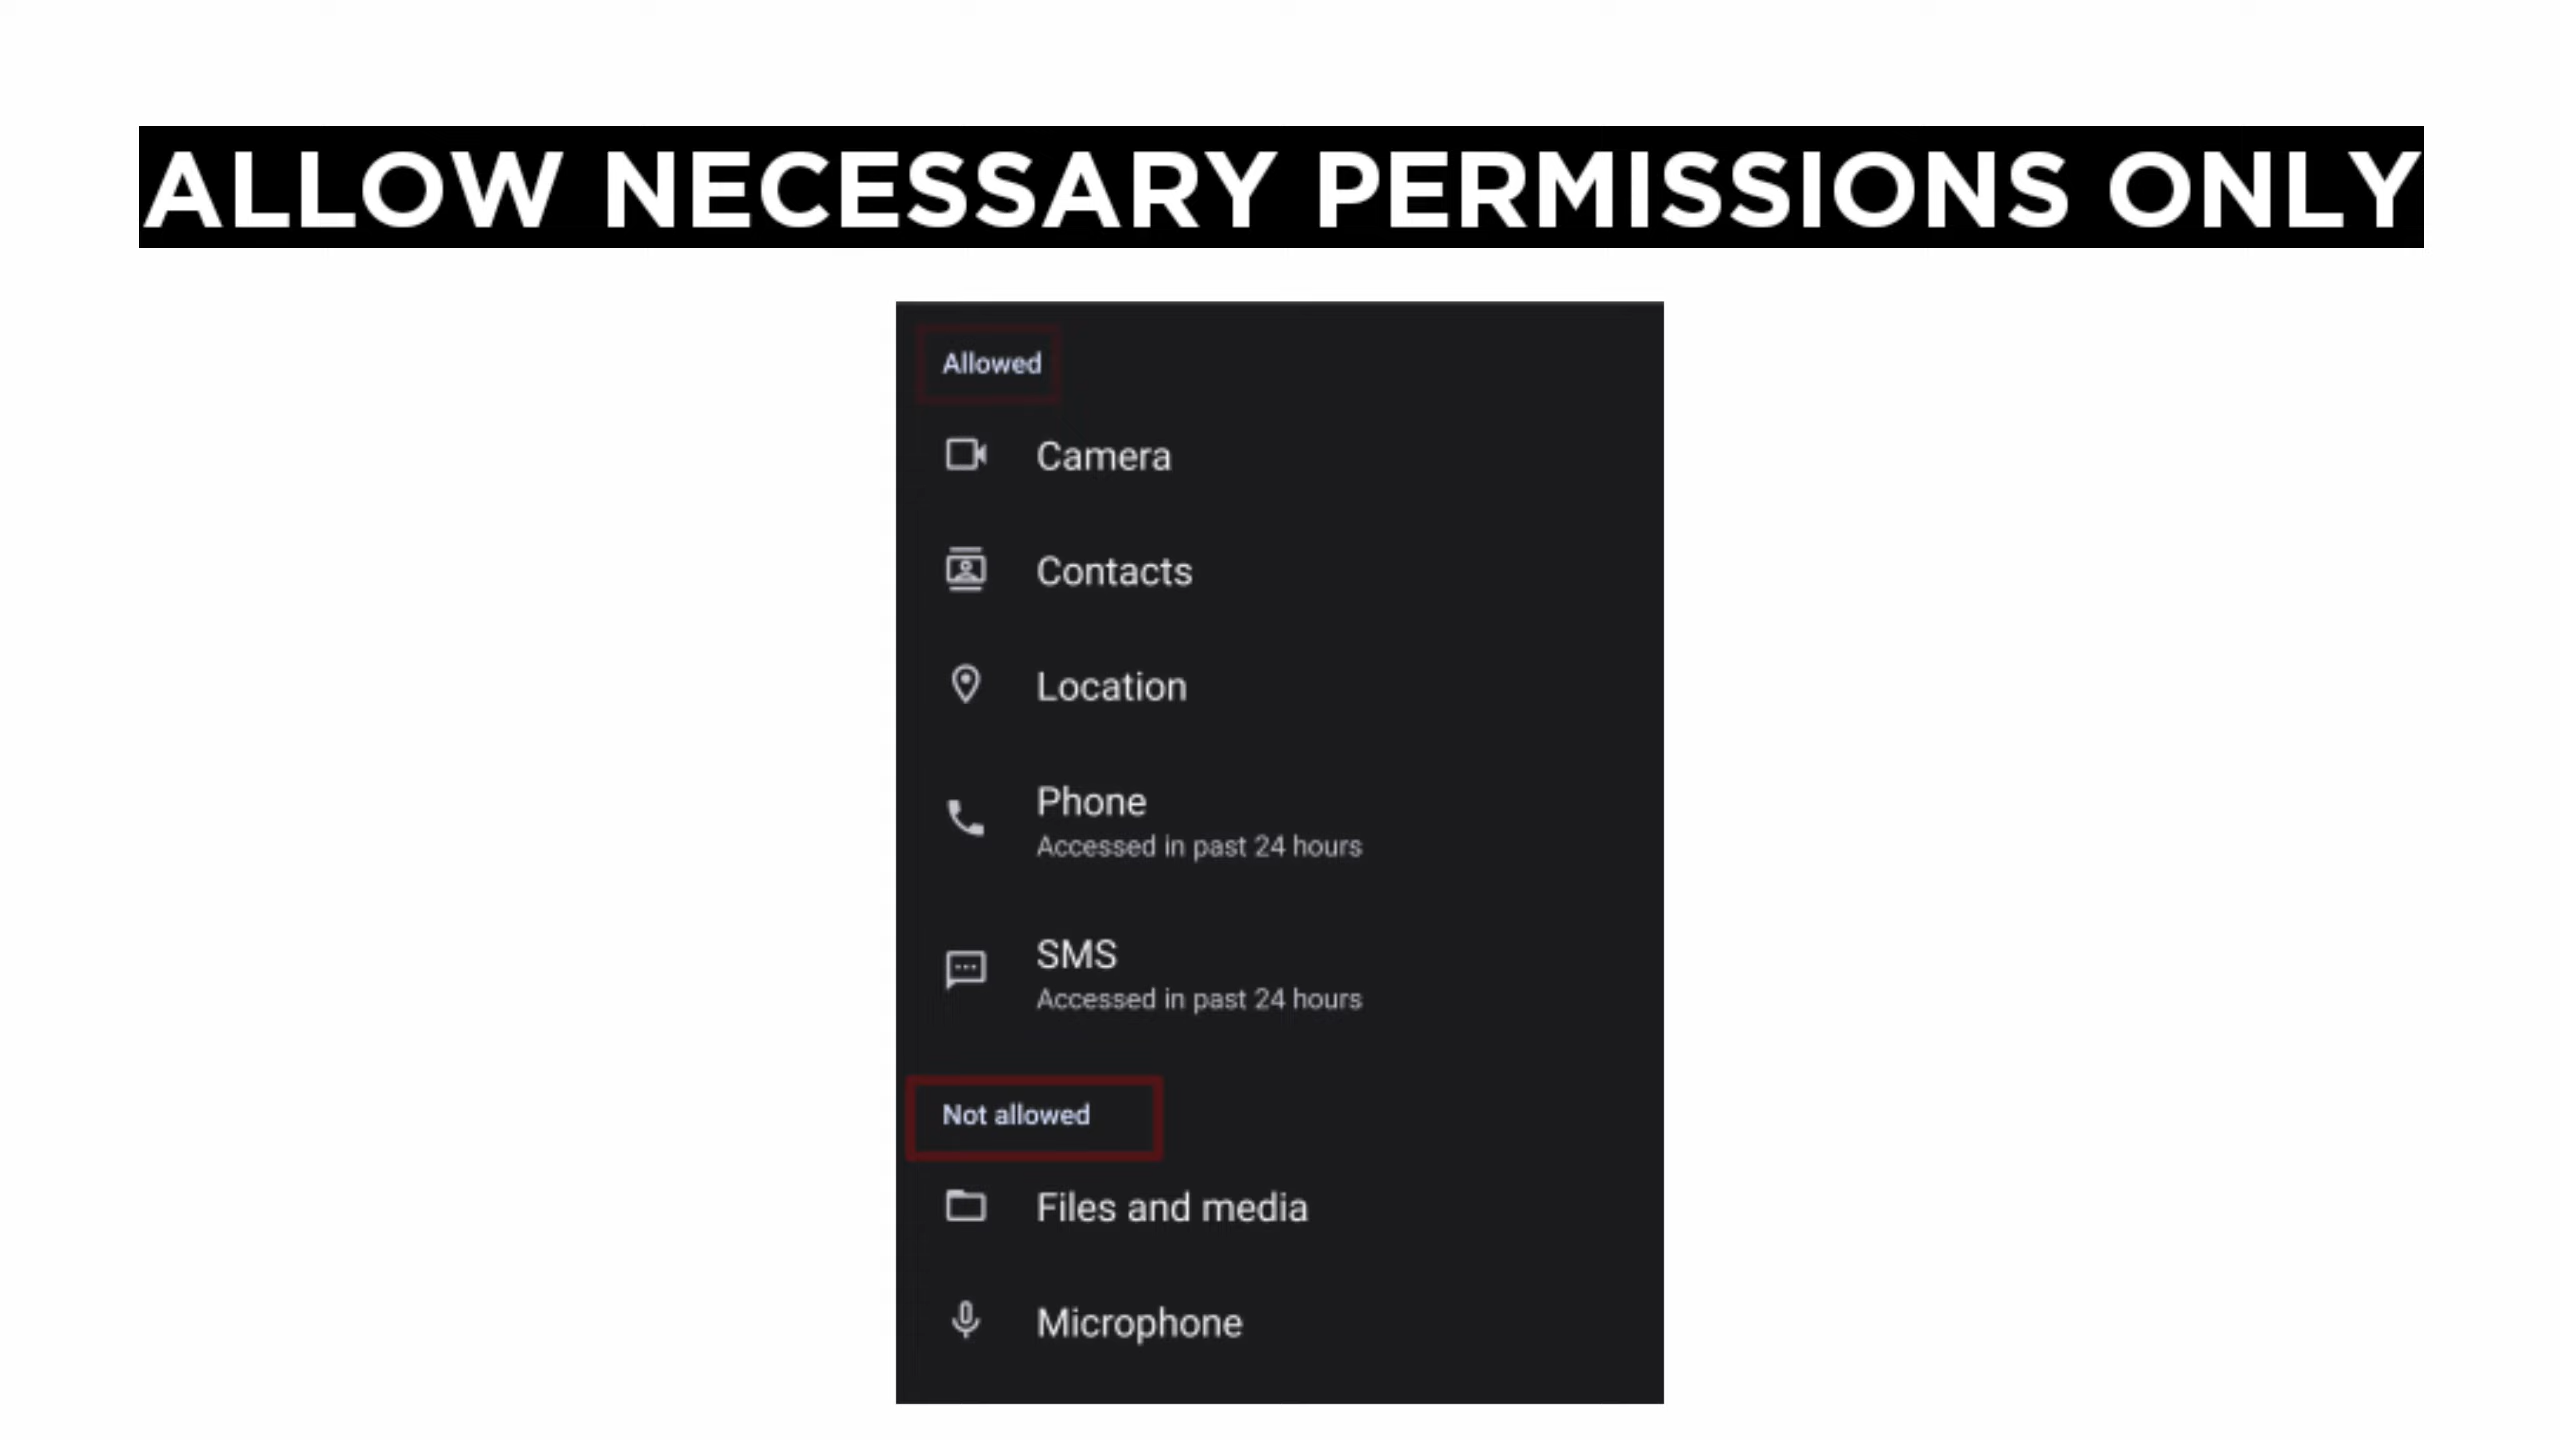 ALLOW NECESSARY PERMISSIONS ONLY
Allowed
Camera
Contacts
Location
Phone
Accessed in past 24 hours
SMS
Accessed in past 24 hours
Not allowed
Files and media
Microphone